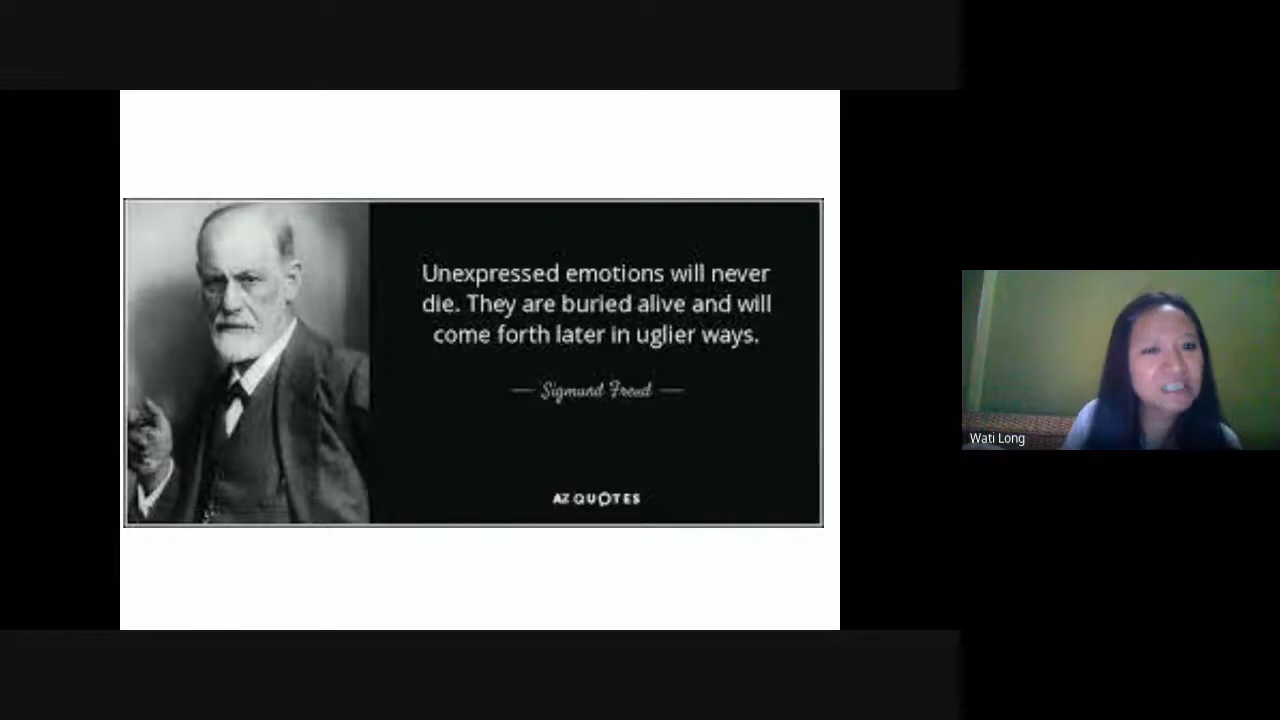 Unexpressed emotions will never
die. They are buried alive and will
come forth later in uglier ways.
Sigmund Freud
AZ QUOTES
Wati Long